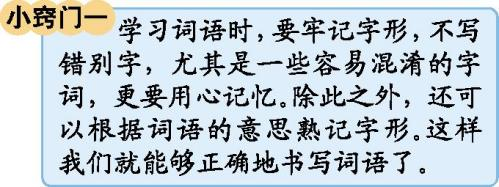 小窍门一
学习词语时,要牢记字形,不写
错别字,尤其是一些容易混淆的字
词,更要用心记忆。除此之外,还可
以根据词语的意思熟记字形。这样
我们就能够正确地书写词语了。